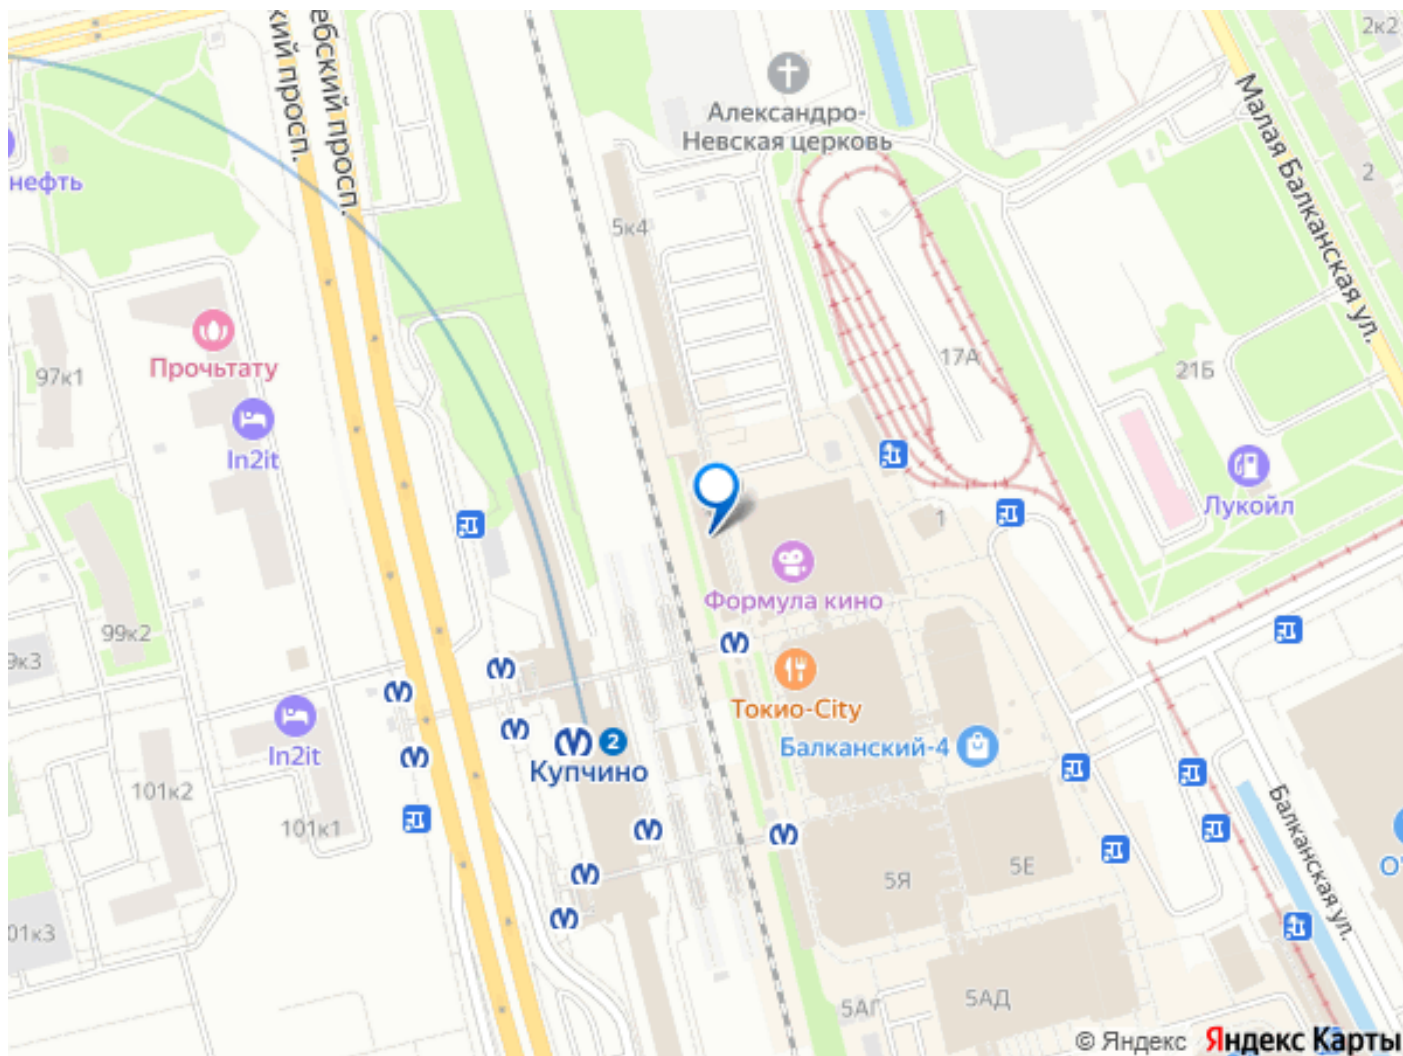 ебский просп.
кий просп.
2к2
Александро-
Невская церковь
Малая Балканская ул.
нефть
2
5к4
Прочьтату
97к1
17А
21Б
In2it
Лукойл
1
Формула кино
99к2
9к3
Токио-City
In2it
2
Купчино
Балканский-4
101к2
101к1
Балканская ул.
5Я
5Е
О
01к3
5АГ
5АД
© Яндекс Яндекс Карты